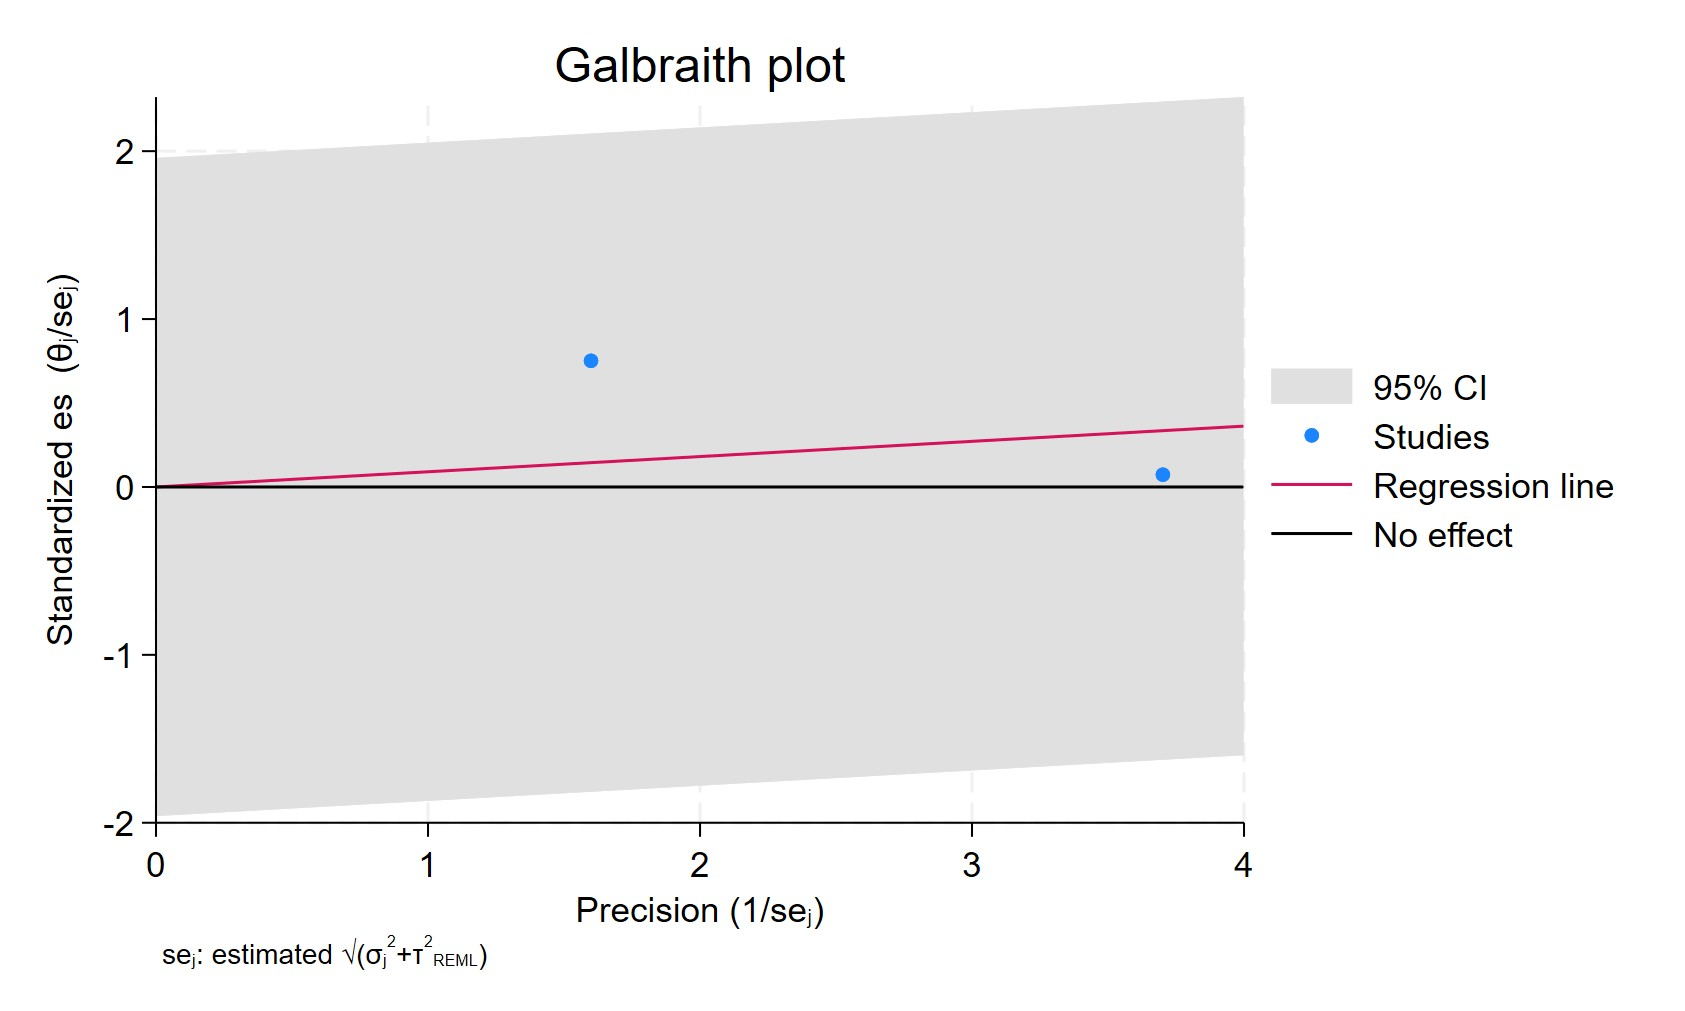 Galbraith plot
Standardized es (θⱼ/seⱼ)
2
1
0
-1
-2
0 1 2 3 4
Precision (1/seⱼ)
95% CI
Studies
Regression line
No effect
seⱼ: estimated √(σⱼ²+τ²REML)